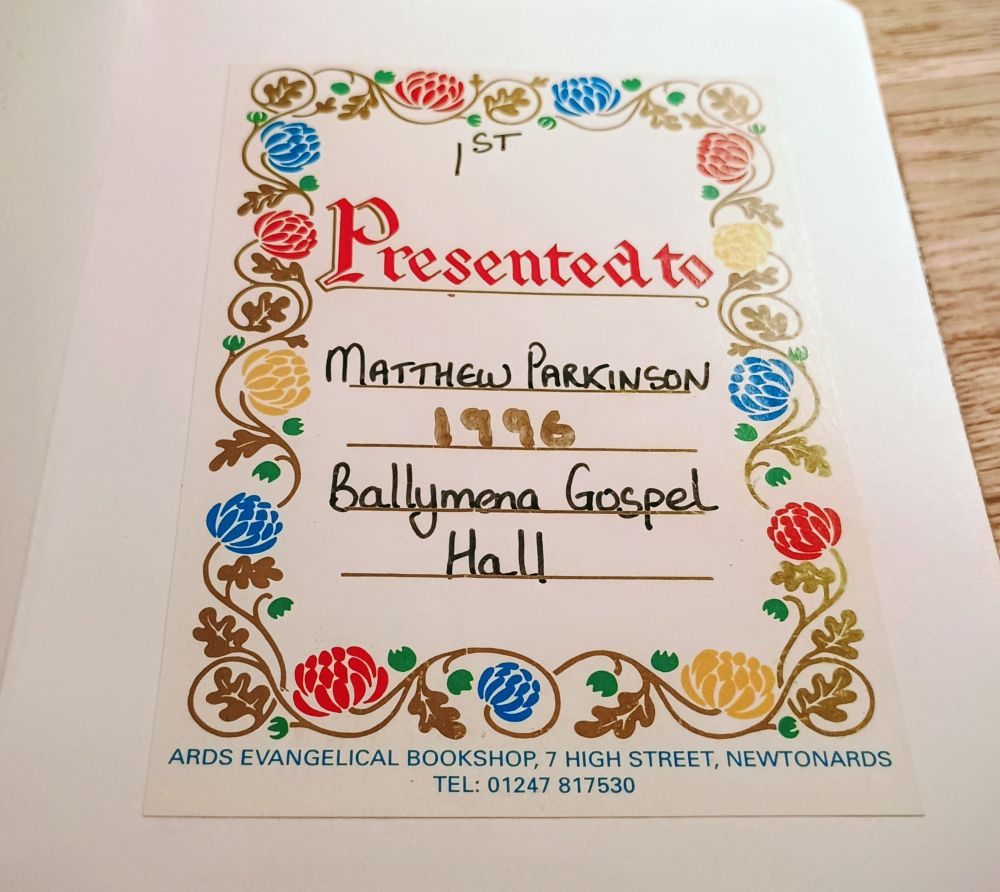 1ST
Presented to
MATTHEW PARKINSON
1996
Ballymena Gospel
Hall
ARDS EVANGELICAL BOOKSHOP, 7 HIGH STREET, NEWTONARDS
TEL: 01247 817530